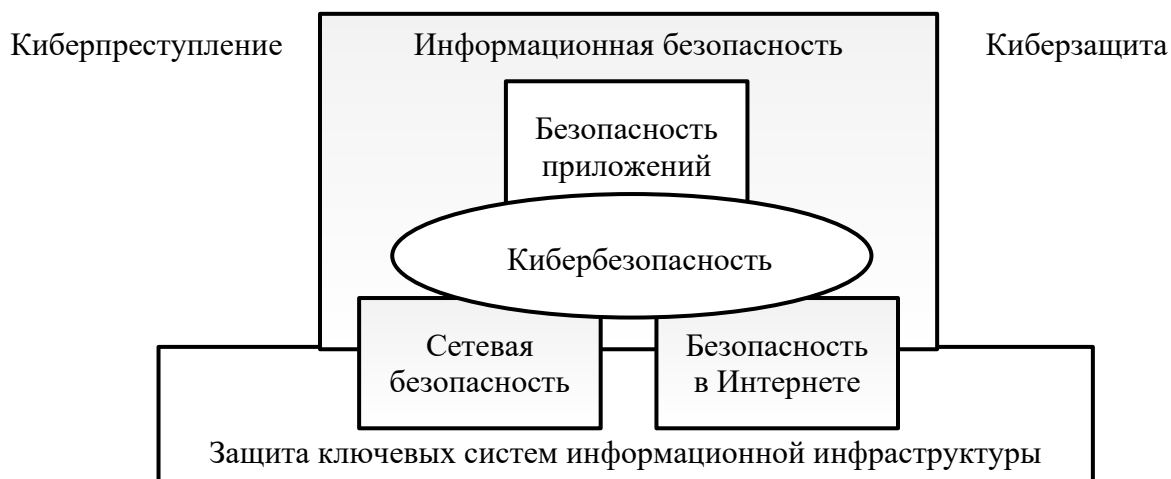 Киберпреступление
Информационная безопасность
Киберзащита
Безопасность
приложений
Кибербезопасность
Сетевая
безопасность
Безопасность
в Интернете
Защита ключевых систем информационной инфраструктуры